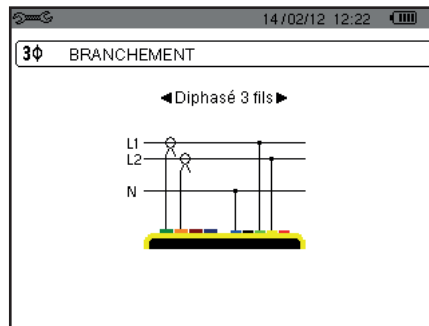 14/02/12 12:22
3ϕ BRANCHEMENT
◄Diphasé 3 fils►
L1
L2
N